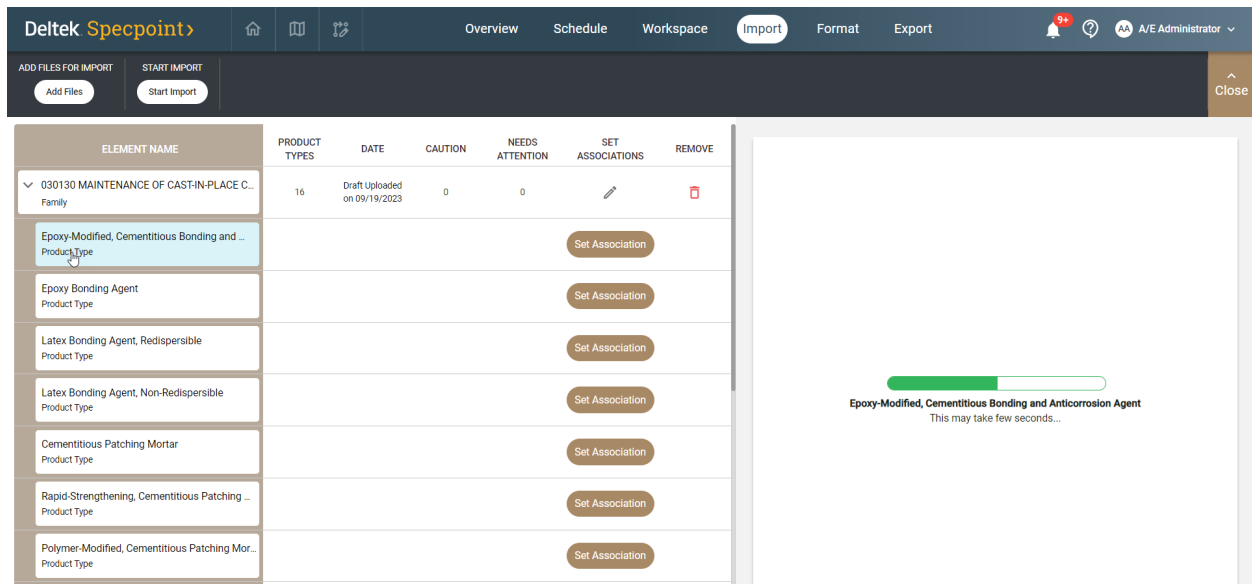 Deltek Specpoint>
Overview Schedule Workspace Import Format Export
9+
AA A/E Administrator
ADD FILES FOR IMPORT START IMPORT
Add Files Start Import
Close
ELEMENT NAME PRODUCT TYPES DATE CAUTION NEEDS ATTENTION SET ASSOCIATIONS REMOVE
030130 MAINTENANCE OF CAST-IN-PLACE C...
Family
16
Draft Uploaded
on 09/19/2023
0
0
Epoxy-Modified, Cementitious Bonding and ...
Product Type
Set Association
Epoxy Bonding Agent
Product Type
Set Association
Latex Bonding Agent, Redispersible
Product Type
Set Association
Latex Bonding Agent, Non-Redispersible
Product Type
Set Association
Cementitious Patching Mortar
Product Type
Set Association
Rapid-Strengthening, Cementitious Patching ...
Product Type
Set Association
Polymer-Modified, Cementitious Patching Mor...
Product Type
Set Association
Epoxy-Modified, Cementitious Bonding and Anticorrosion Agent
This may take few seconds...